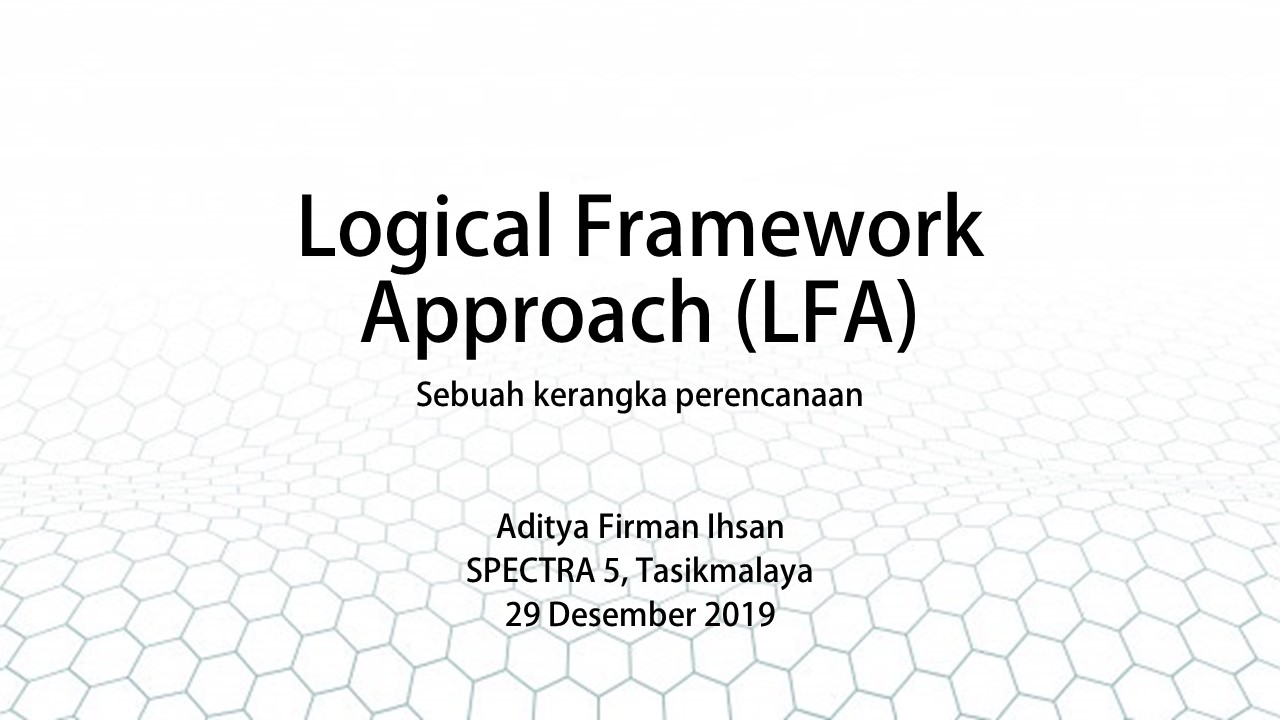 Logical Framework
Approach (LFA)
Sebuah kerangka perencanaan
Aditya Firman Ihsan
SPECTRA 5, Tasikmalaya
29 Desember 2019